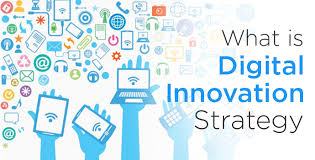 What is
Digital
Innovation
Strategy